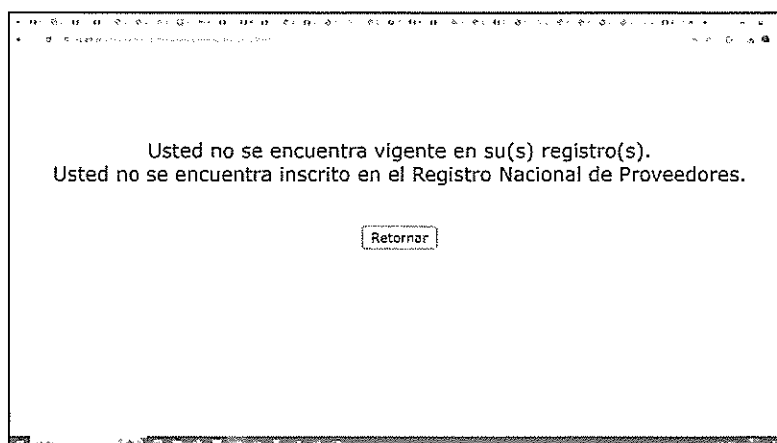 Usted no se encuentra vigente en su(s) registro(s).
Usted no se encuentra inscrito en el Registro Nacional de Proveedores.
Retornar